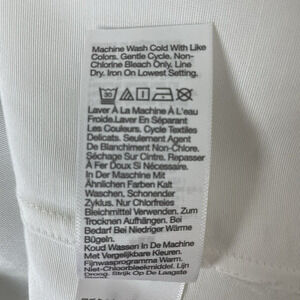 Machine Wash Cold With Like
Colors. Gentle Cycle. Non-
Chlorine Bleach Only. Line
Dry. Iron On Lowest Setting.
30
Laver À La Machine À L'eau
Froide.Laver En Séparant
Les Couleurs. Cycle Textiles
Delicats. Seulement Agent
De Blanchiment Non-Chlore.
Séchage Sur Cintre. Repasser
À Fer Doux Si Nécessaire.
In Der Maschine Mit
Ähnlichen Farben Kalt
Waschen, Schonender
Zyklus. Nur Chlorfreies
Bleichmittel Verwenden. Zum
Trocknen Aufhängen. Bei
Bedarf Bei Niedriger Wärme
Bügeln.
Koud Wassen In De Machine
Met Vergelijkbare Kleuren.
Fijnwasprogramma Warm.
Niet-Chloorbleekmiddel. Lijn
Droog. Strijk Op De Laagste